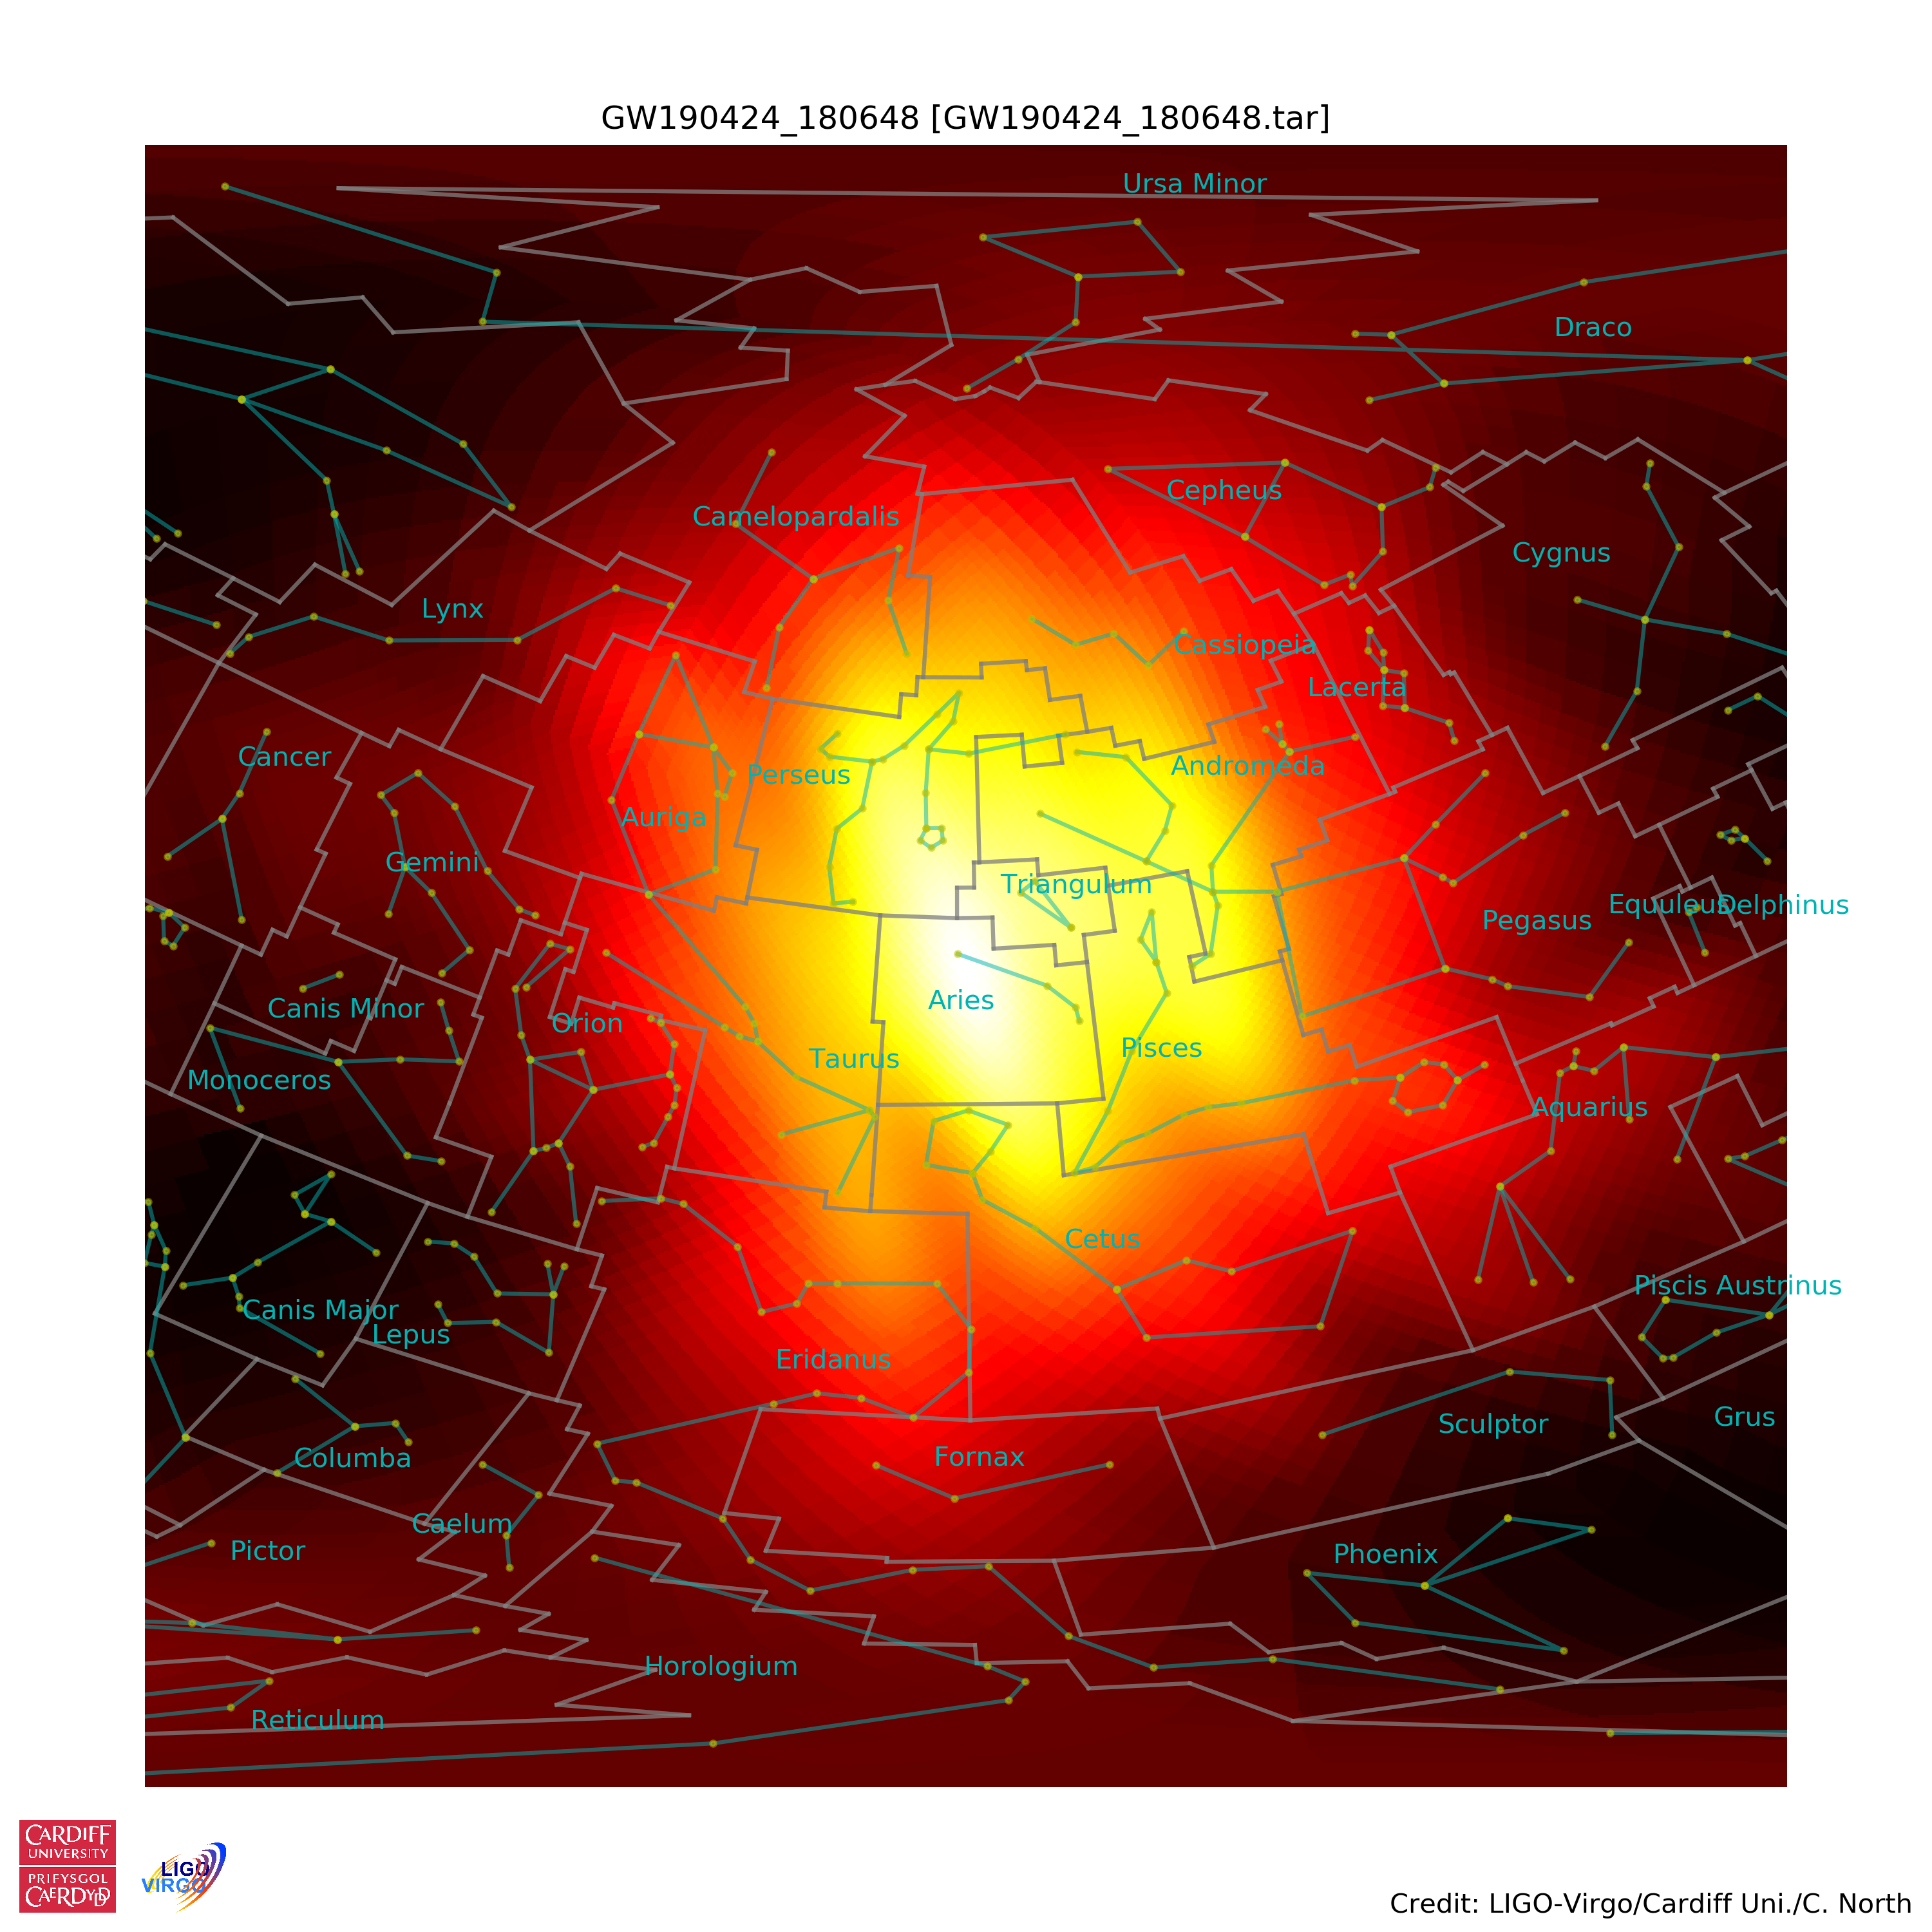 GW190424_180648 [GW190424_180648.tar]
Ursa Minor
Draco
Camelopardalis
Cepheus
Cygnus
Lynx
Cassiopeia
Lacerta
Cancer
Perseus
Andromeda
Auriga
Gemini
Triangulum
Pegasus
Equuleus
Delphinus
Canis Minor
Orion
Aries
Taurus
Pisces
Monoceros
Aquarius
Cetus
Canis Major
Piscis Austrinus
Lepus
Eridanus
Sculptor
Grus
Columba
Fornax
Caelum
Pictor
Phoenix
Horologium
Reticulum
CARDIFF
UNIVERSITY
PRIFYSGOL
CAERDYDD
LIGO
VIRGO
Credit: LIGO-Virgo/Cardiff Uni./C. North